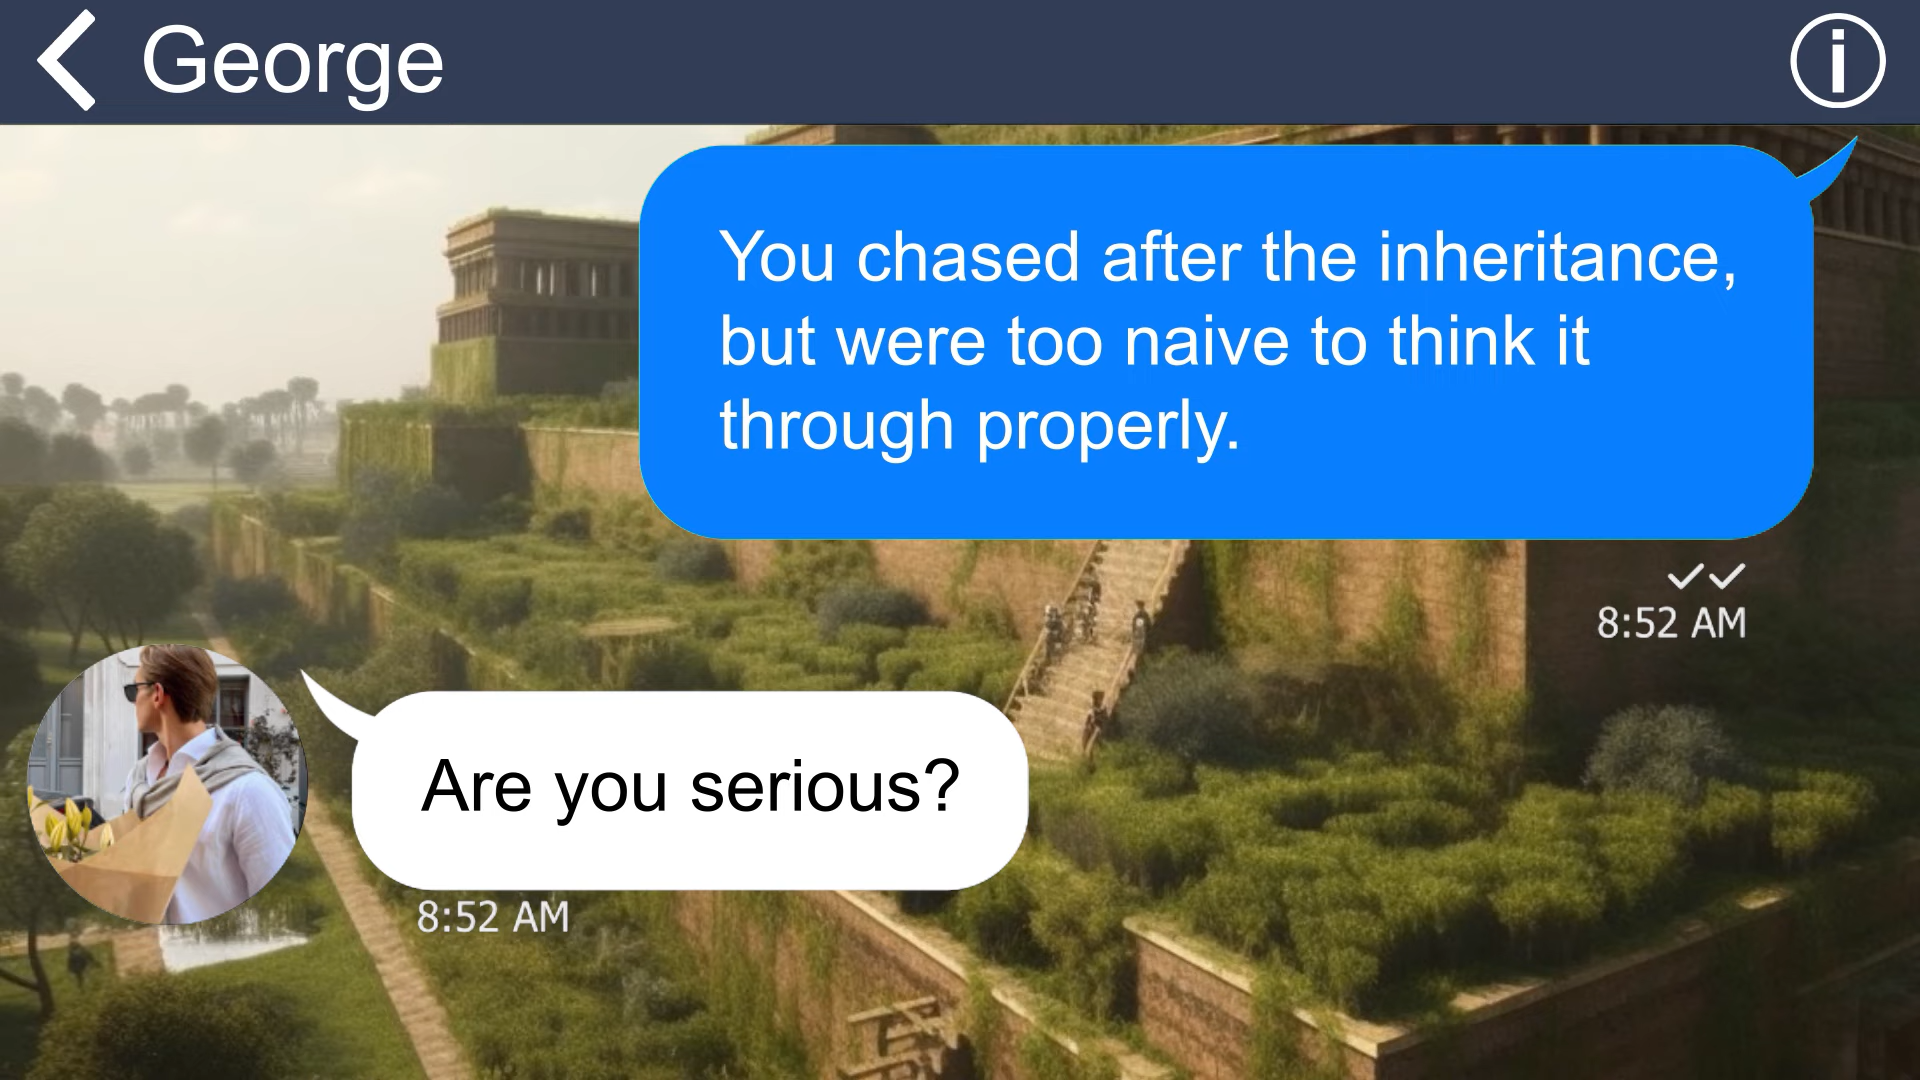 George
You chased after the inheritance,
but were too naive to think it
through properly.
8:52 AM
Are you serious?
8:52 AM